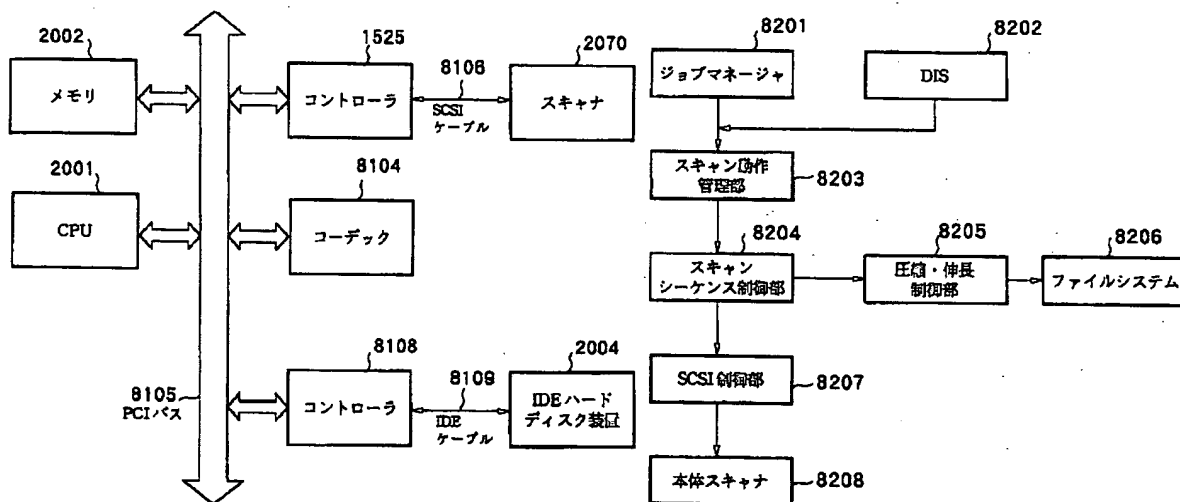 2002
メモリ
1525
コントローラ
8106
SCSI
ケーブル
2070
スキャナ
2001
CPU
8104
コーデック
8105
PCIバス
8108
コントローラ
8109
IDE
ケーブル
2004
IDEハード
ディスク装置
8201
ジョブマネージャ
8202
DIS
スキャン動作
管理部
8203
8204
スキャン
シーケンス制御部
8205
圧縮・伸長
制御部
8206
ファイルシステム
SCSI制御部
8207
本体スキャナ
8208